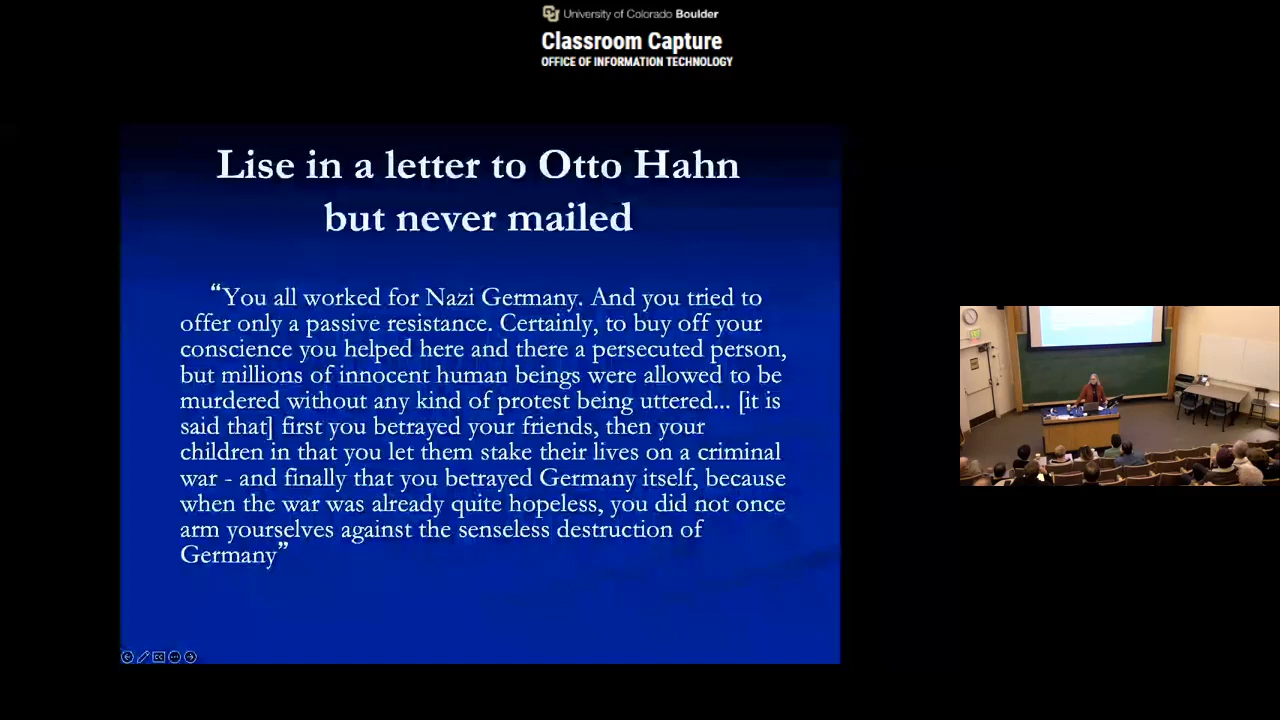 University of Colorado Boulder
Classroom Capture
OFFICE OF INFORMATION TECHNOLOGY
Lise in a letter to Otto Hahn
but never mailed
“You all worked for Nazi Germany. And you tried to
offer only a passive resistance. Certainly, to buy off your
conscience you helped here and there a persecuted person,
but millions of innocent human beings were allowed to be
murdered without any kind of protest being uttered... [it is
said that] first you betrayed your friends, then your
children in that you let them stake their lives on a criminal
war - and finally that you betrayed Germany itself, because
when the war was already quite hopeless, you did not once
arm yourselves against the senseless destruction of
Germany”